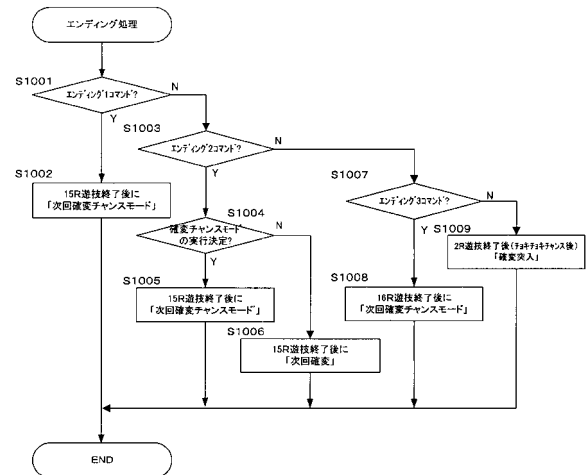 エンディング処理
S1001
エンディング1コマンド?
N
Y
S1003
エンディング2コマンド?
N
Y
S1002
15R遊技終了後に
「次回確変チャンスモード」
S1007
エンディング3コマンド?
N
Y
S1004
確変チャンスモード
の実行決定?
N
Y
S1009
2R遊技終了後(チョキチョキチャンス後)
「確変突入」
S1005
15R遊技終了後に
「次回確変チャンスモード」
S1008
16R遊技終了後に
「次回確変チャンスモード」
S1006
15R遊技終了後に
「次回確変」
END